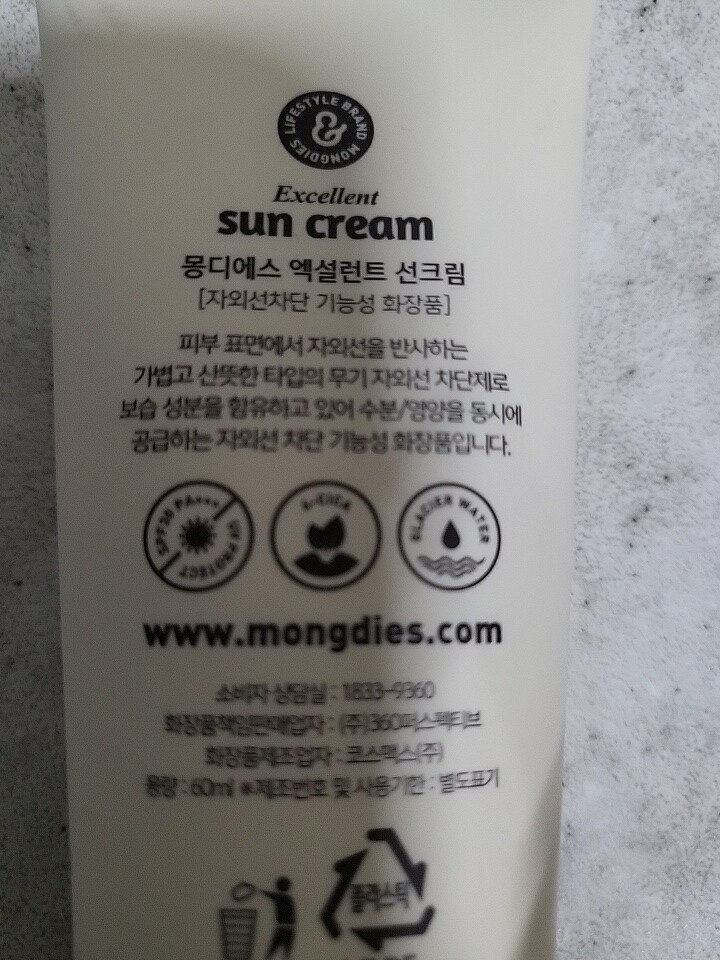 LIFESTYLE BRAND MONGDIES
&
Excellent
sun cream
몽디에스 엑설런트 선크림
[자외선차단 기능성 화장품]
피부 표면에서 자외선을 반사하는
가볍고 산뜻한 타입의 무기 자외선 차단제로
보습 성분을 함유하고 있어 수분/영양을 동시에
공급하는 자외선 차단 기능성 화장품입니다.
SPF30 PA+++ UV PROTECT
CICA
GLACIER WATER
www.mongdies.com
소비자 상담실 : 1833-9360
화장품책임판매업자 : (주)360퍼스펙티브
화장품제조업자 : 코스맥스(주)
용량 : 60ml ※제조번호 및 사용기한 : 별도표기
플라스틱